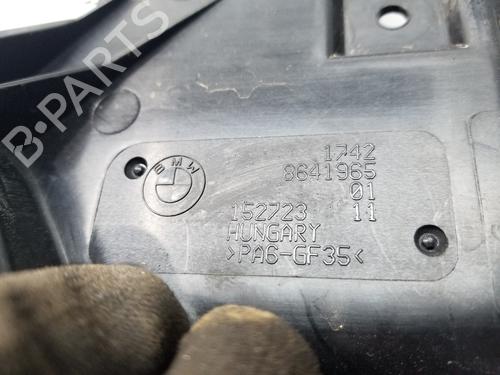 B-PARTS
BMW
1742
8641965
01
152723 11
HUNGARY
>PA6-GF35<